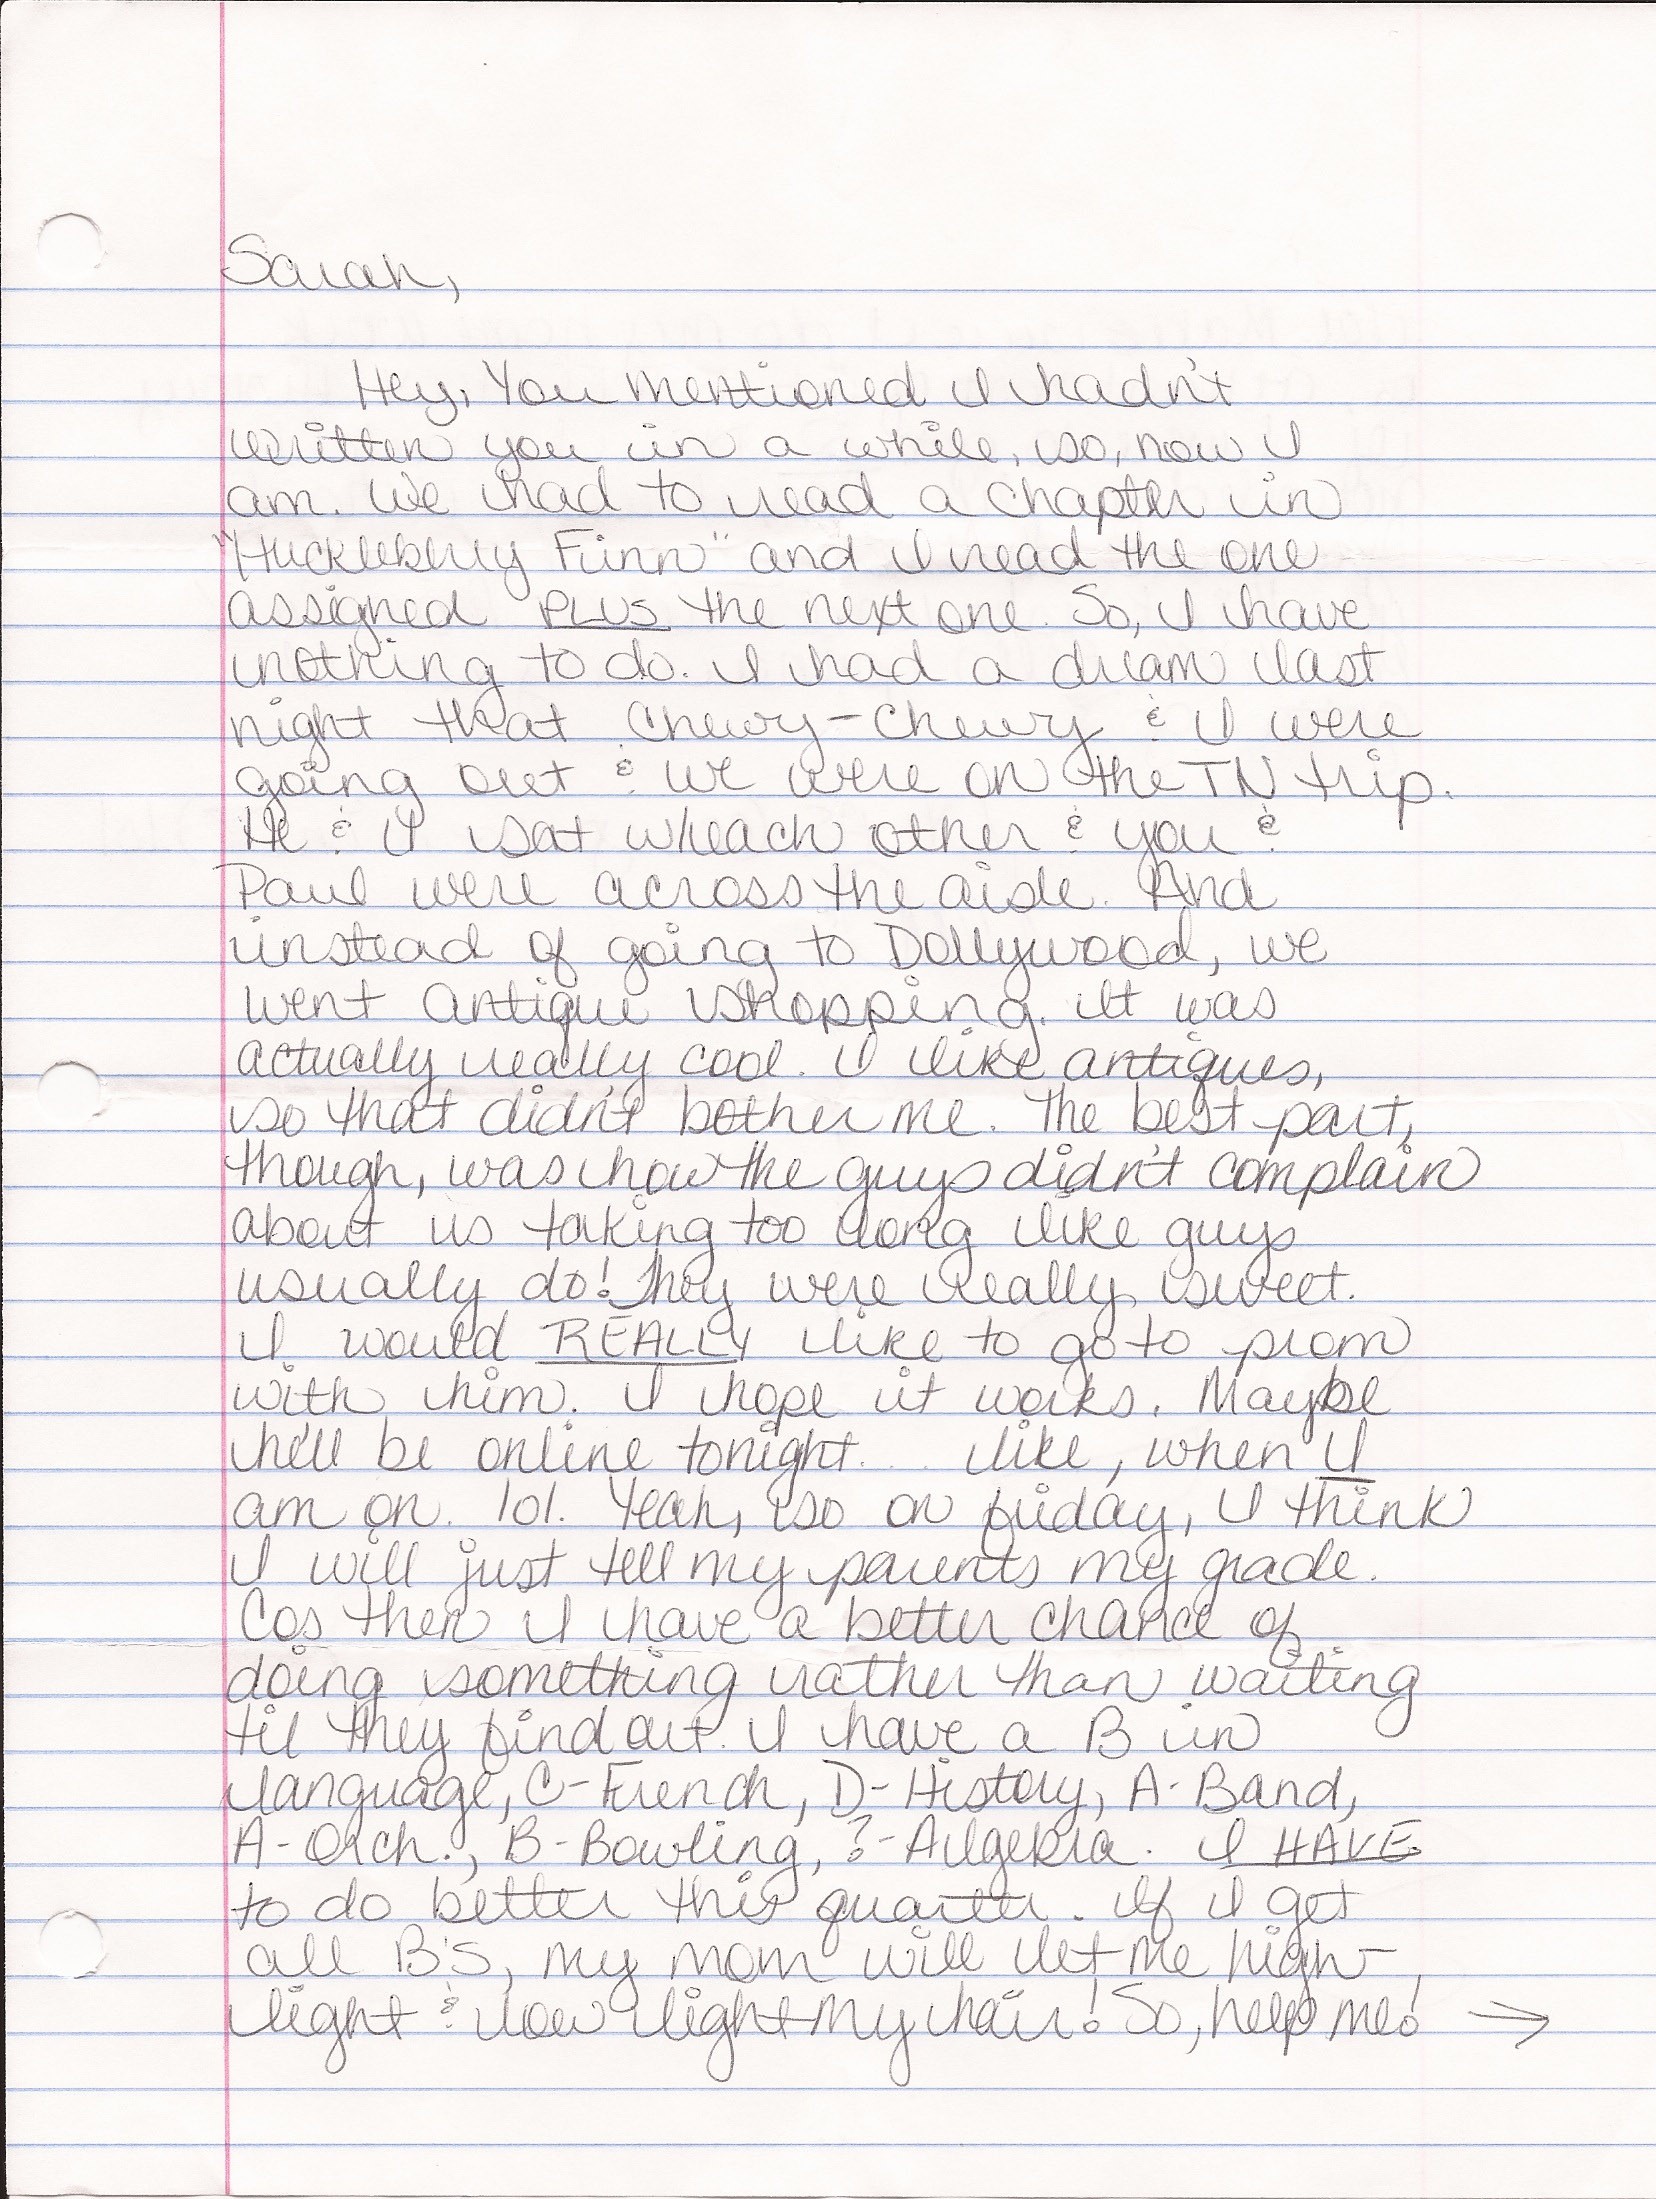 Sarah,
Hey, You mentioned I hadn't
written you in a while, so, now I
am. We had to read a chapter in
"Huckleberry Finn" and I read the one
assigned PLUS the next one. So, I have
nothing to do. I had a dream last
night that Chewy-Chewy & I were
going out & we were on the TN trip.
He & I sat w/each other & you &
Paul were across the aisle. And
instead of going to Dollywood, we
went antique shopping. It was
actually really cool. I like antiques,
so that didn't bother me. The best part,
though, was how the guys didn't complain
about us taking too long like guys
usually do! They were really sweet.
I would REALLY like to go to prom
with him. I hope it works. Maybe
he'll be online tonight... like, when I
am on. lol. Yeah, so on friday, I think
I will just tell my parents my grade.
Cos then I have a better chance of
doing something rather than waiting
til they find out. I have a B in
language, C-French, D-History, A-Band,
A-Orch., B-Bowling, ?-Algebra. I HAVE
to do better this quarter. If I get
all B'S, my mom will let me high-
light & low light my hair! So, help me! →